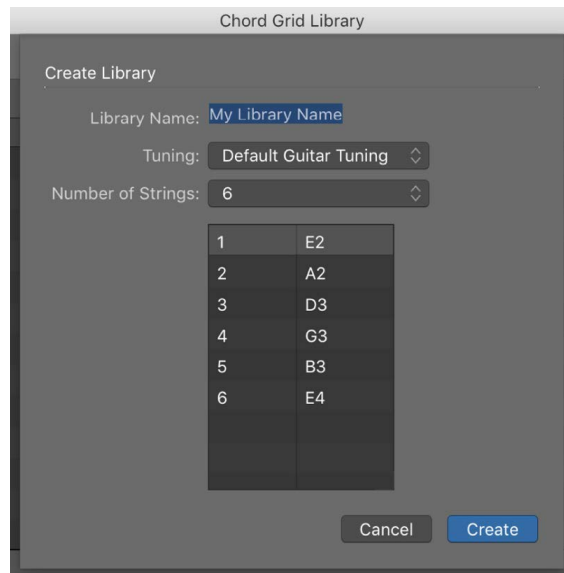 Chord Grid Library
Create Library
Library Name: My Library Name
Tuning: Default Guitar Tuning
Number of Strings: 6
1 E2
2 A2
3 D3
4 G3
5 B3
6 E4
Cancel Create